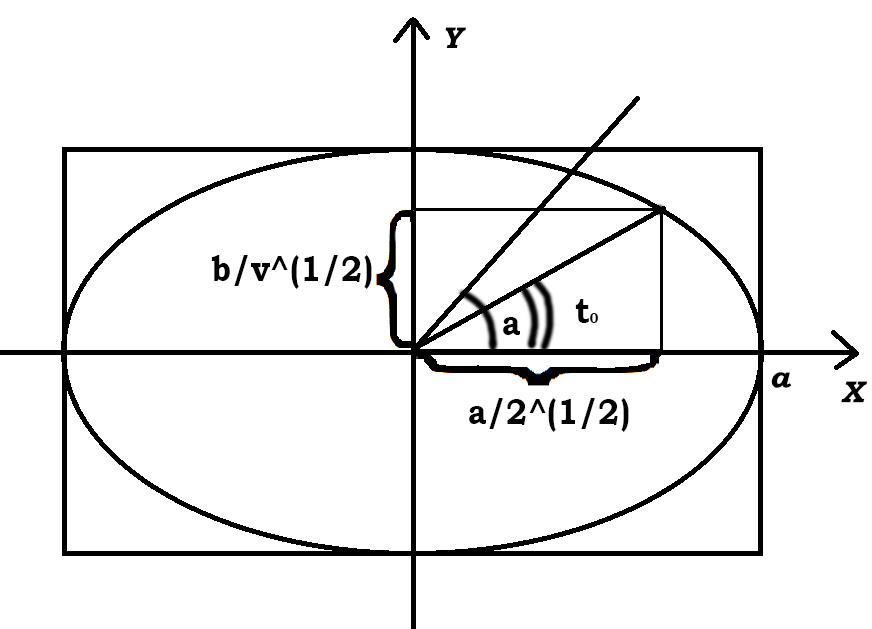 Y
b/v^(1/2)
a
t₀
a
X
a/2^(1/2)